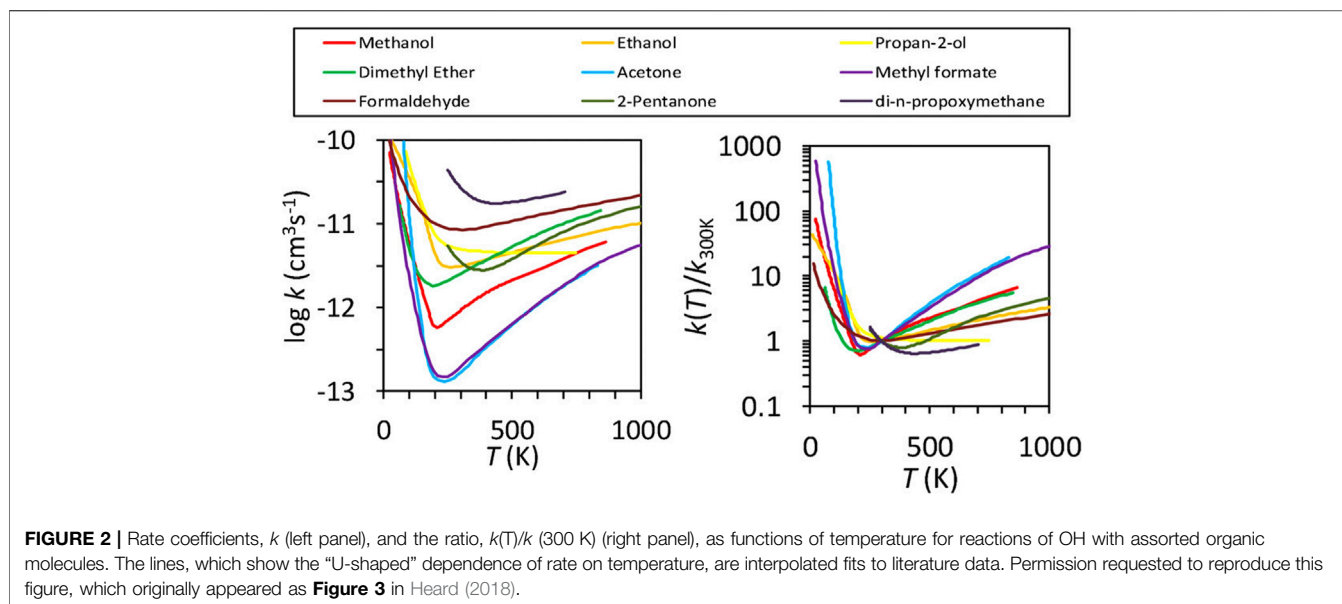 Methanol Ethanol Propan-2-ol
Dimethyl Ether Acetone Methyl formate
Formaldehyde 2-Pentanone di-n-propoxymethane
-10
-11
-12
-13
log k (cm³s⁻¹)
0 500 1000
T (K)
1000
100
10
1
0.1
k(T)/k300K
0 500 1000
T (K)
FIGURE 2 | Rate coefficients, k (left panel), and the ratio, k(T)/k (300 K) (right panel), as functions of temperature for reactions of OH with assorted organic
molecules. The lines, which show the “U-shaped” dependence of rate on temperature, are interpolated fits to literature data. Permission requested to reproduce this
figure, which originally appeared as Figure 3 in Heard (2018).